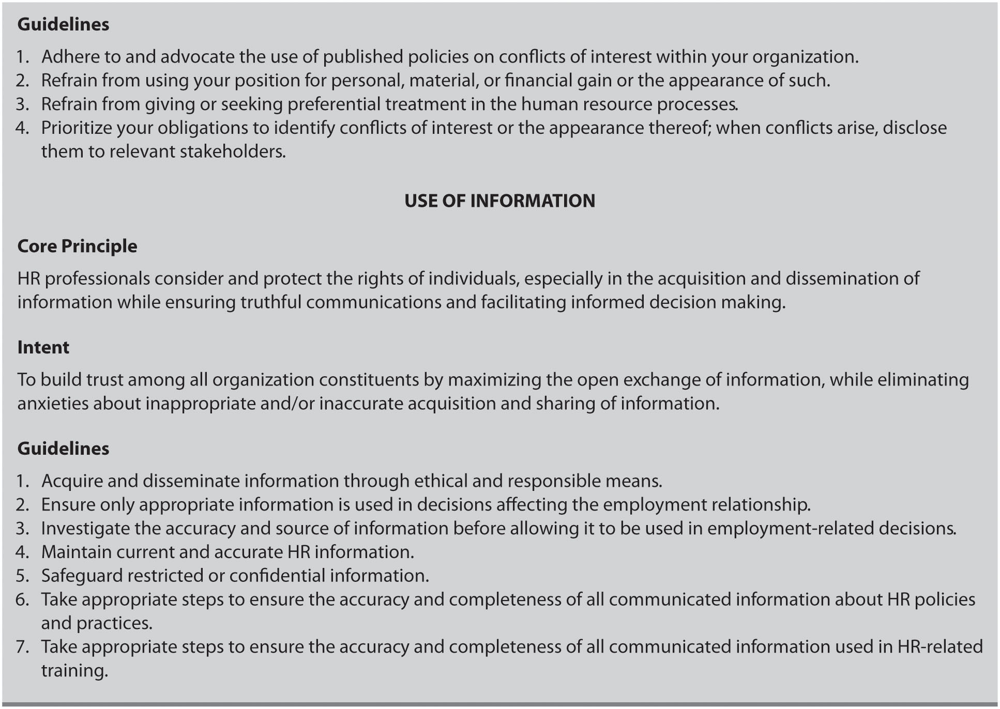 Guidelines
1. Adhere to and advocate the use of published policies on conflicts of interest within your organization.
2. Refrain from using your position for personal, material, or financial gain or the appearance of such.
3. Refrain from giving or seeking preferential treatment in the human resource processes.
4. Prioritize your obligations to identify conflicts of interest or the appearance thereof; when conflicts arise, disclose
them to relevant stakeholders.
USE OF INFORMATION
Core Principle
HR professionals consider and protect the rights of individuals, especially in the acquisition and dissemination of
information while ensuring truthful communications and facilitating informed decision making.
Intent
To build trust among all organization constituents by maximizing the open exchange of information, while eliminating
anxieties about inappropriate and/or inaccurate acquisition and sharing of information.
Guidelines
1. Acquire and disseminate information through ethical and responsible means.
2. Ensure only appropriate information is used in decisions affecting the employment relationship.
3. Investigate the accuracy and source of information before allowing it to be used in employment-related decisions.
4. Maintain current and accurate HR information.
5. Safeguard restricted or confidential information.
6. Take appropriate steps to ensure the accuracy and completeness of all communicated information about HR policies
and practices.
7. Take appropriate steps to ensure the accuracy and completeness of all communicated information used in HR-related
training.